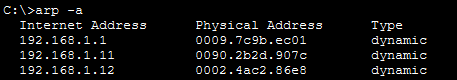 C:\>arp -a
Internet Address Physical Address Type
192.168.1.1 0009.7c9b.ec01 dynamic
192.168.1.11 0090.2b2d.907c dynamic
192.168.1.12 0002.4ac2.86e8 dynamic